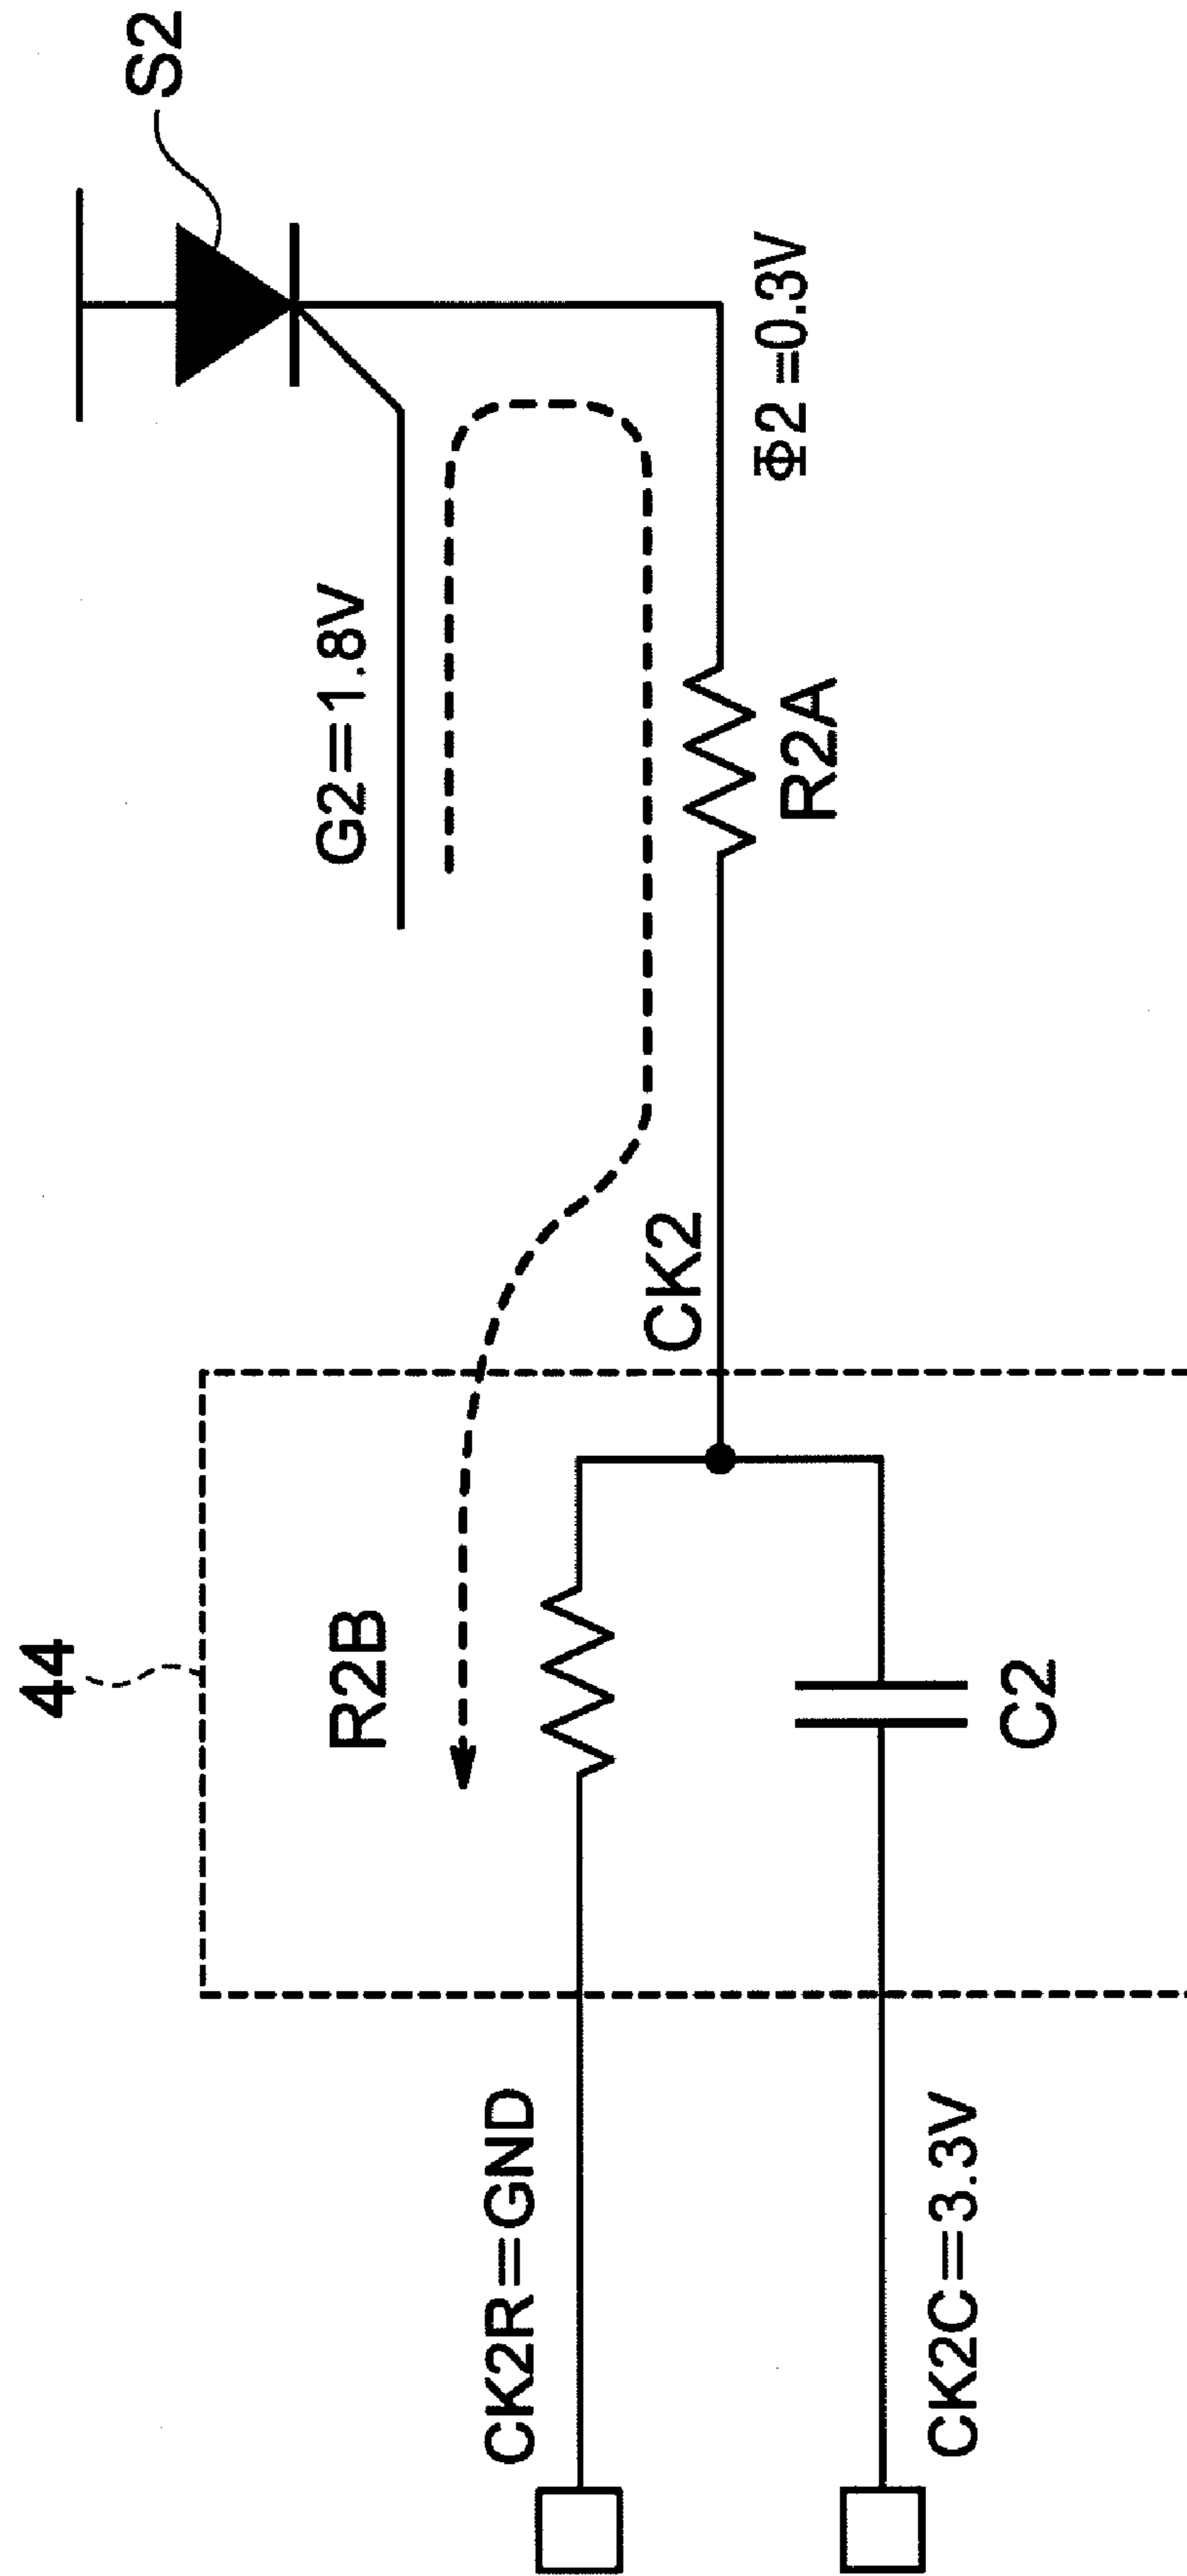 S2
G2=1.8V
Φ2=0.3V
R2A
CK2
44
R2B
C2
CK2R=GND
CK2C=3.3V